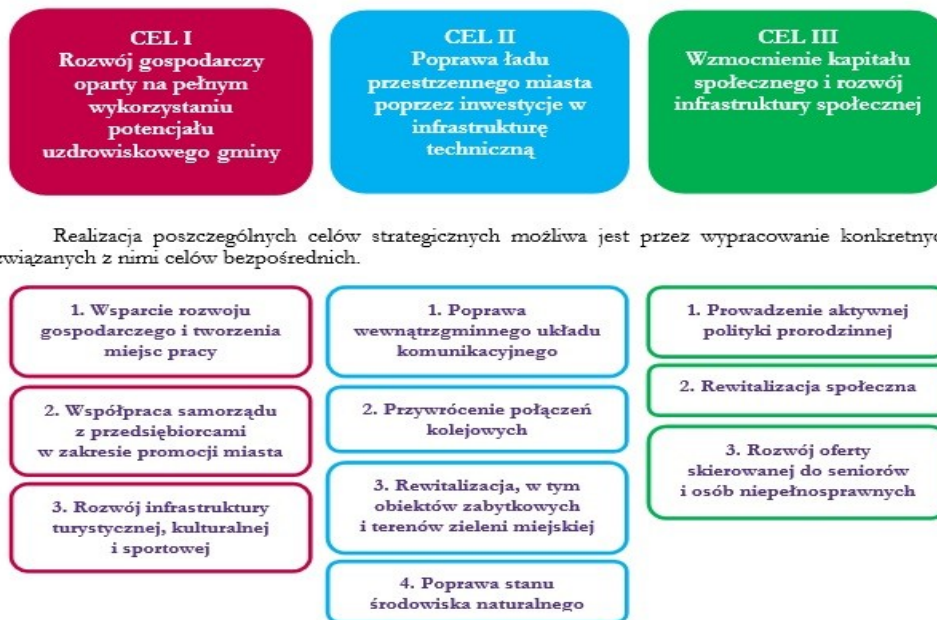 CEL I
Rozwój gospodarczy
oparty na pełnym
wykorzystaniu
potencjału
uzdrowiskowego gminy
CEL II
Poprawa ładu
przestrzennego miasta
poprzez inwestycje w
infrastrukturę
techniczną
CEL III
Wzmocnienie kapitału
społecznego i rozwój
infrastruktury społecznej
Realizacja poszczególnych celów strategicznych możliwa jest przez wypracowanie konkretnyc
związanych z nimi celów bezpośrednich.
1. Wsparcie rozwoju
gospodarczego i tworzenia
miejsc pracy
2. Współpraca samorządu
z przedsiębiorcami
w zakresie promocji miasta
3. Rozwój infrastruktury
turystycznej, kulturalnej
i sportowej
1. Poprawa
wewnątrzgminnego układu
komunikacyjnego
2. Przywrócenie połączeń
kolejowych
3. Rewitalizacja, w tym
obiektów zabytkowych
i terenów zieleni miejskiej
4. Poprawa stanu
środowiska naturalnego
1. Prowadzenie aktywnej
polityki prorodzinnej
2. Rewitalizacja społeczna
3. Rozwój oferty
skierowanej do seniorów
i osób niepełnosprawnych